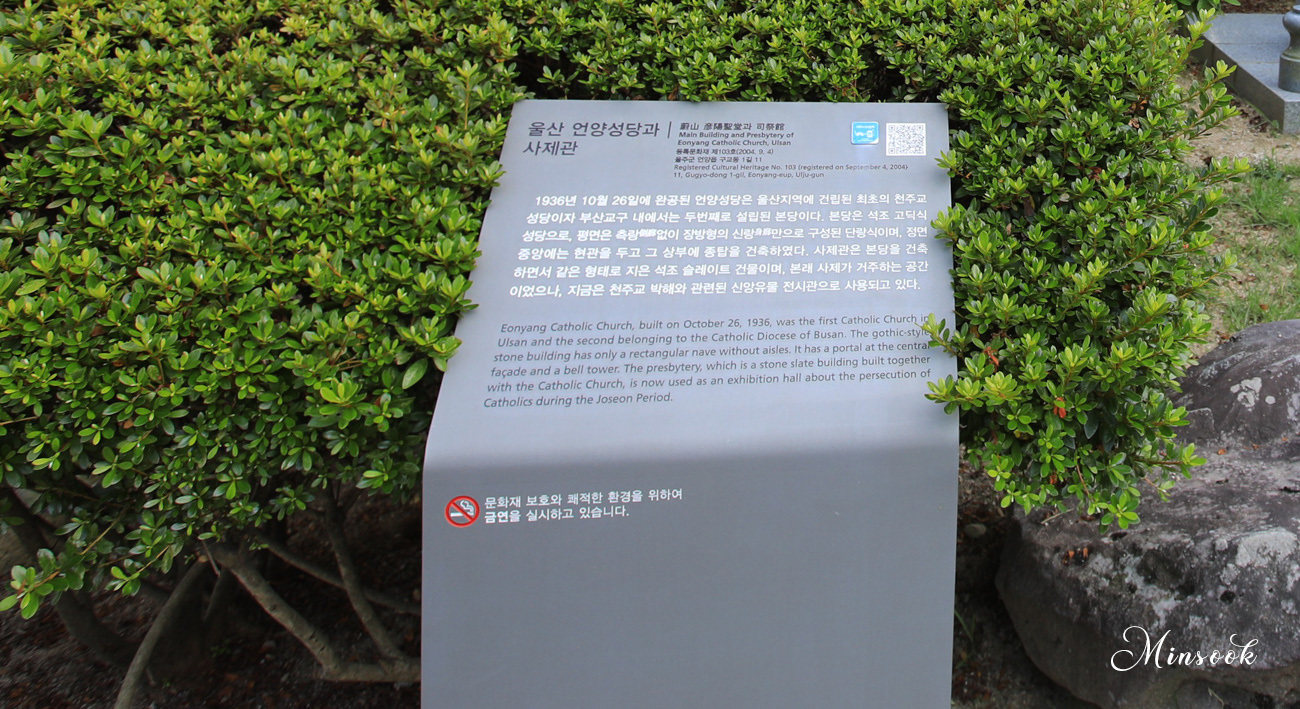 울산 언양성당과
사제관
蔚山 彦陽聖堂과 司祭館
Main Building and Presbytery of
Eonyang Catholic Church, Ulsan
등록문화재 제103호(2004. 9. 4)
울주군 언양읍 구교동 1길 11
Registered Cultural Heritage No. 103 (registered on September 4, 2004)
11, Gugyo-dong 1-gil, Eonyang-eup, Ulju-gun
1936년 10월 26일에 완공된 언양성당은 울산지역에 건립된 최초의 천주교
성당이자 부산교구 내에서는 두번째로 설립된 본당이다. 본당은 석조 고딕식
성당으로, 평면은 측랑側廊없이 장방형의 신랑身廊만으로 구성된 단랑식이며, 정면
중앙에는 현관을 두고 그 상부에 종탑을 건축하였다. 사제관은 본당을 건축
하면서 같은 형태로 지은 석조 슬레이트 건물이며, 본래 사제가 거주하는 공간
이었으나, 지금은 천주교 박해와 관련된 신앙유물 전시관으로 사용되고 있다.
Eonyang Catholic Church, built on October 26, 1936, was the first Catholic Church in
Ulsan and the second belonging to the Catholic Diocese of Busan. The gothic-style
stone building has only a rectangular nave without aisles. It has a portal at the central
façade and a bell tower. The presbytery, which is a stone slate building built together
with the Catholic Church, is now used as an exhibition hall about the persecution of
Catholics during the Joseon Period.
문화재 보호와 쾌적한 환경을 위하여
금연을 실시하고 있습니다.
Minsook